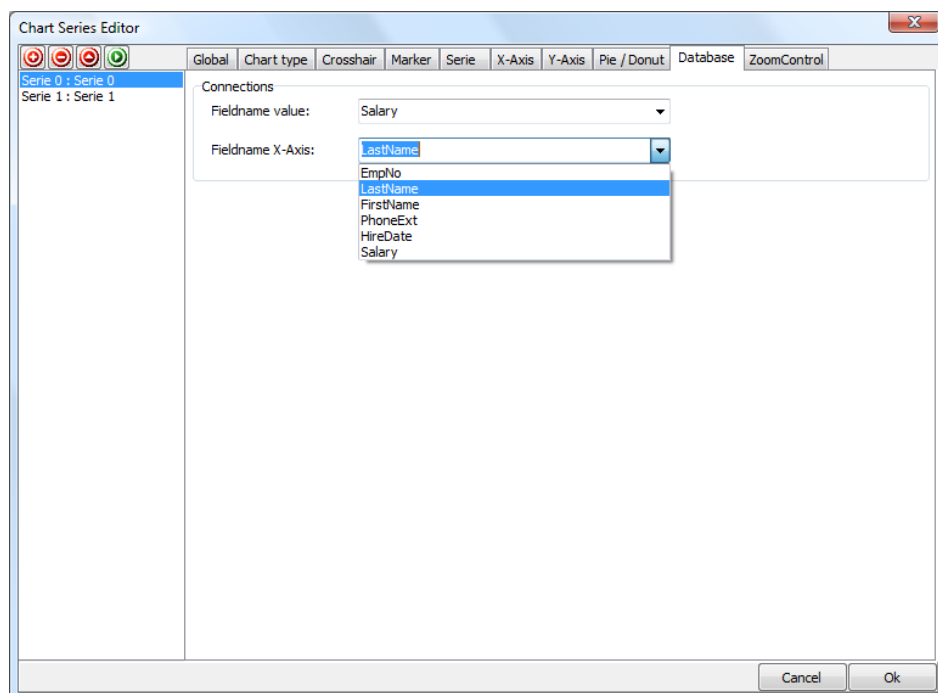 Chart Series Editor
Global Chart type Crosshair Marker Serie X-Axis Y-Axis Pie / Donut Database ZoomControl
Serie 0 : Serie 0
Serie 1 : Serie 1
Connections
Fieldname value: Salary
Fieldname X-Axis: LastName
EmpNo
LastName
FirstName
PhoneExt
HireDate
Salary
Cancel Ok